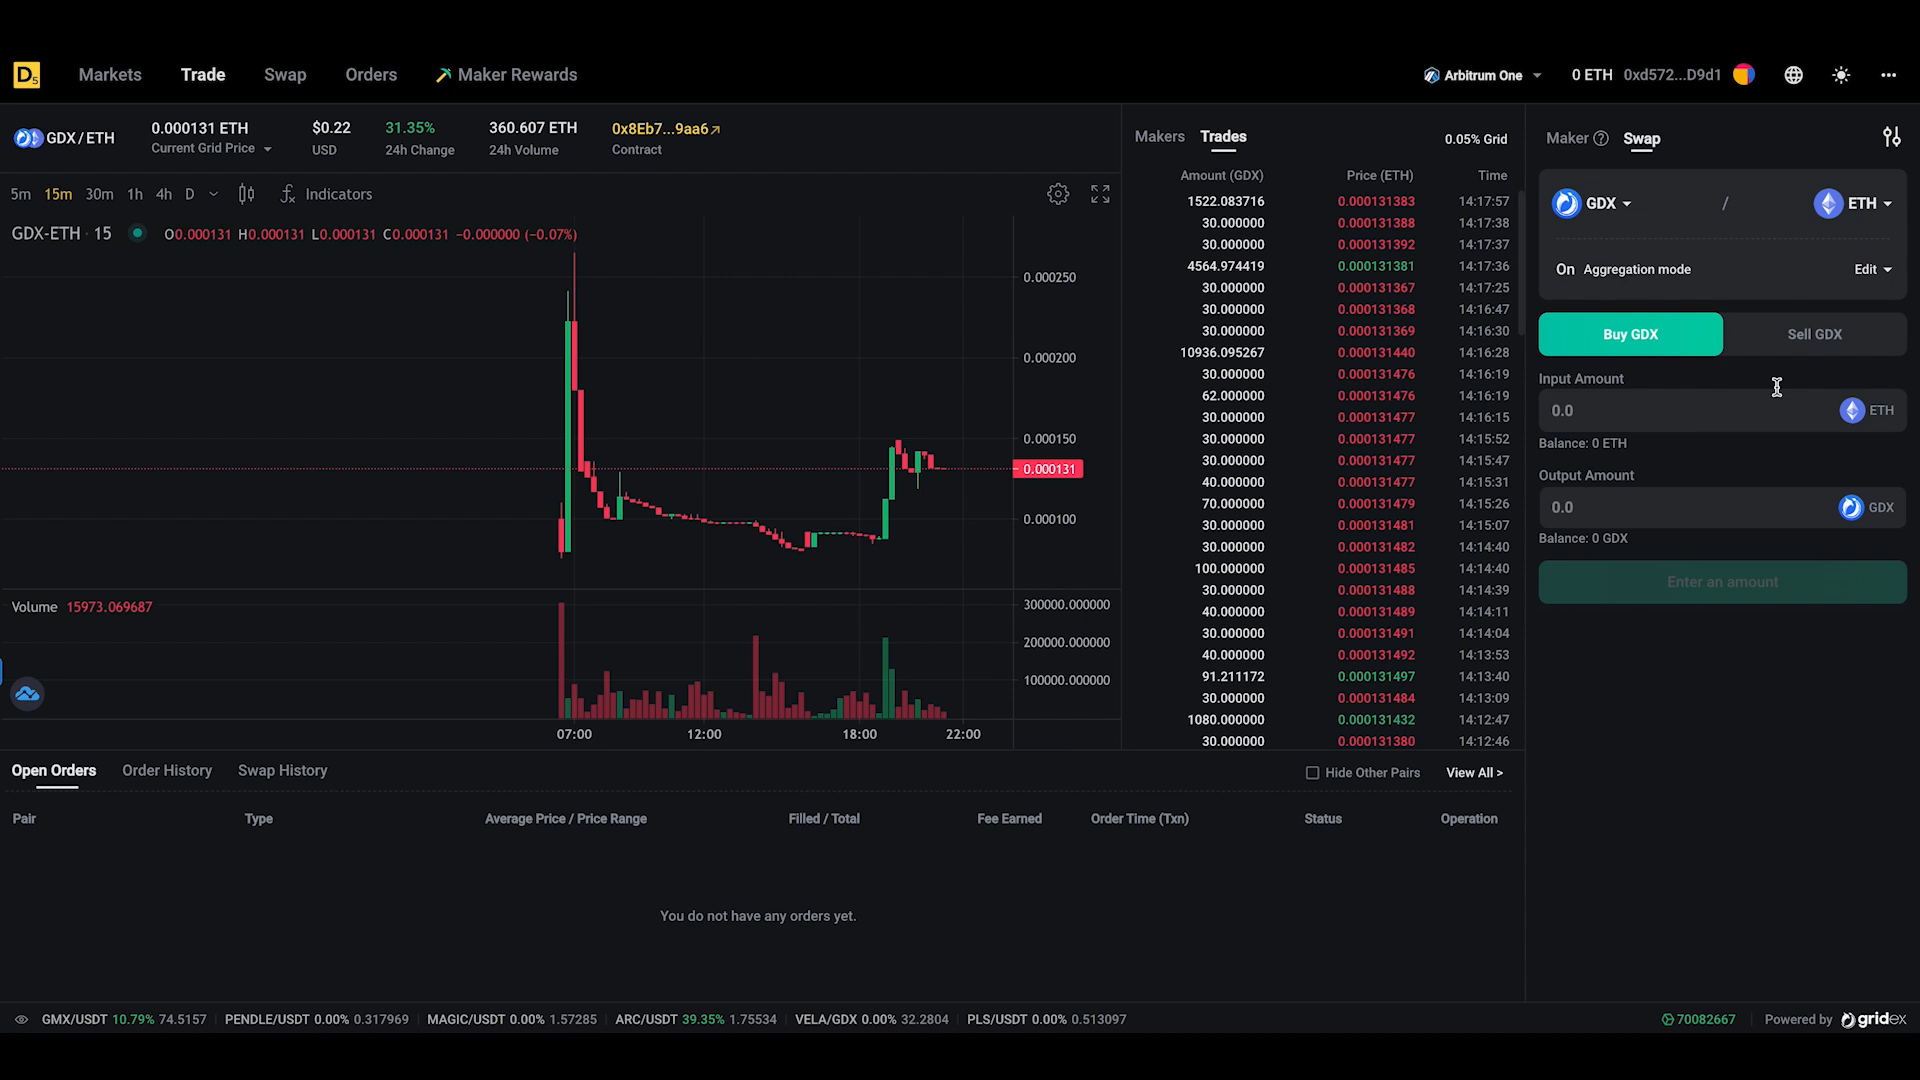 D5 Markets Trade Swap Orders Maker Rewards Arbitrum One 0 ETH 0xd572...D9d1
GDX / ETH
0.000131 ETH $0.22 31.35% 360.607 ETH 0x8Eb7...9aa6↗
Current Grid Price USD 24h Change 24h Volume Contract
5m 15m 30m 1h 4h D Indicators
GDX-ETH · 15 O0.000131 H0.000131 L0.000131 C0.000131 −0.000000 (−0.07%)
0.000250
0.000200
0.000150
0.000131
0.000100
Volume 15973.069687
300000.000000
200000.000000
100000.000000
07:00 12:00 18:00 22:00
Makers Trades 0.05% Grid
Amount (GDX) Price (ETH) Time
1522.083716 0.000131383 14:17:57
30.000000 0.000131388 14:17:38
30.000000 0.000131392 14:17:37
4564.974419 0.000131381 14:17:36
30.000000 0.000131367 14:17:25
30.000000 0.000131368 14:16:47
30.000000 0.000131369 14:16:30
10936.095267 0.000131440 14:16:28
30.000000 0.000131476 14:16:19
62.000000 0.000131476 14:16:19
30.000000 0.000131477 14:16:15
30.000000 0.000131477 14:15:52
30.000000 0.000131477 14:15:47
40.000000 0.000131477 14:15:31
70.000000 0.000131479 14:15:26
30.000000 0.000131481 14:15:07
30.000000 0.000131482 14:14:40
100.000000 0.000131485 14:14:40
30.000000 0.000131488 14:14:39
40.000000 0.000131489 14:14:11
30.000000 0.000131491 14:14:04
40.000000 0.000131492 14:13:53
91.211172 0.000131497 14:13:40
30.000000 0.000131484 14:13:09
1080.000000 0.000131432 14:12:47
30.000000 0.000131380 14:12:46
Maker ? Swap
GDX / ETH
On Aggregation mode Edit
Buy GDX Sell GDX
Input Amount
0.0 ETH
Balance: 0 ETH
Output Amount
0.0 GDX
Balance: 0 GDX
Enter an amount
Open Orders Order History Swap History Hide Other Pairs View All >
Pair Type Average Price / Price Range Filled / Total Fee Earned Order Time (Txn) Status Operation
You do not have any orders yet.
GMX/USDT 10.79% 74.5157 PENDLE/USDT 0.00% 0.317969 MAGIC/USDT 0.00% 1.57285 ARC/USDT 39.35% 1.75534 VELA/GDX 0.00% 32.2804 PLS/USDT 0.00% 0.513097 70082667 Powered by gridex